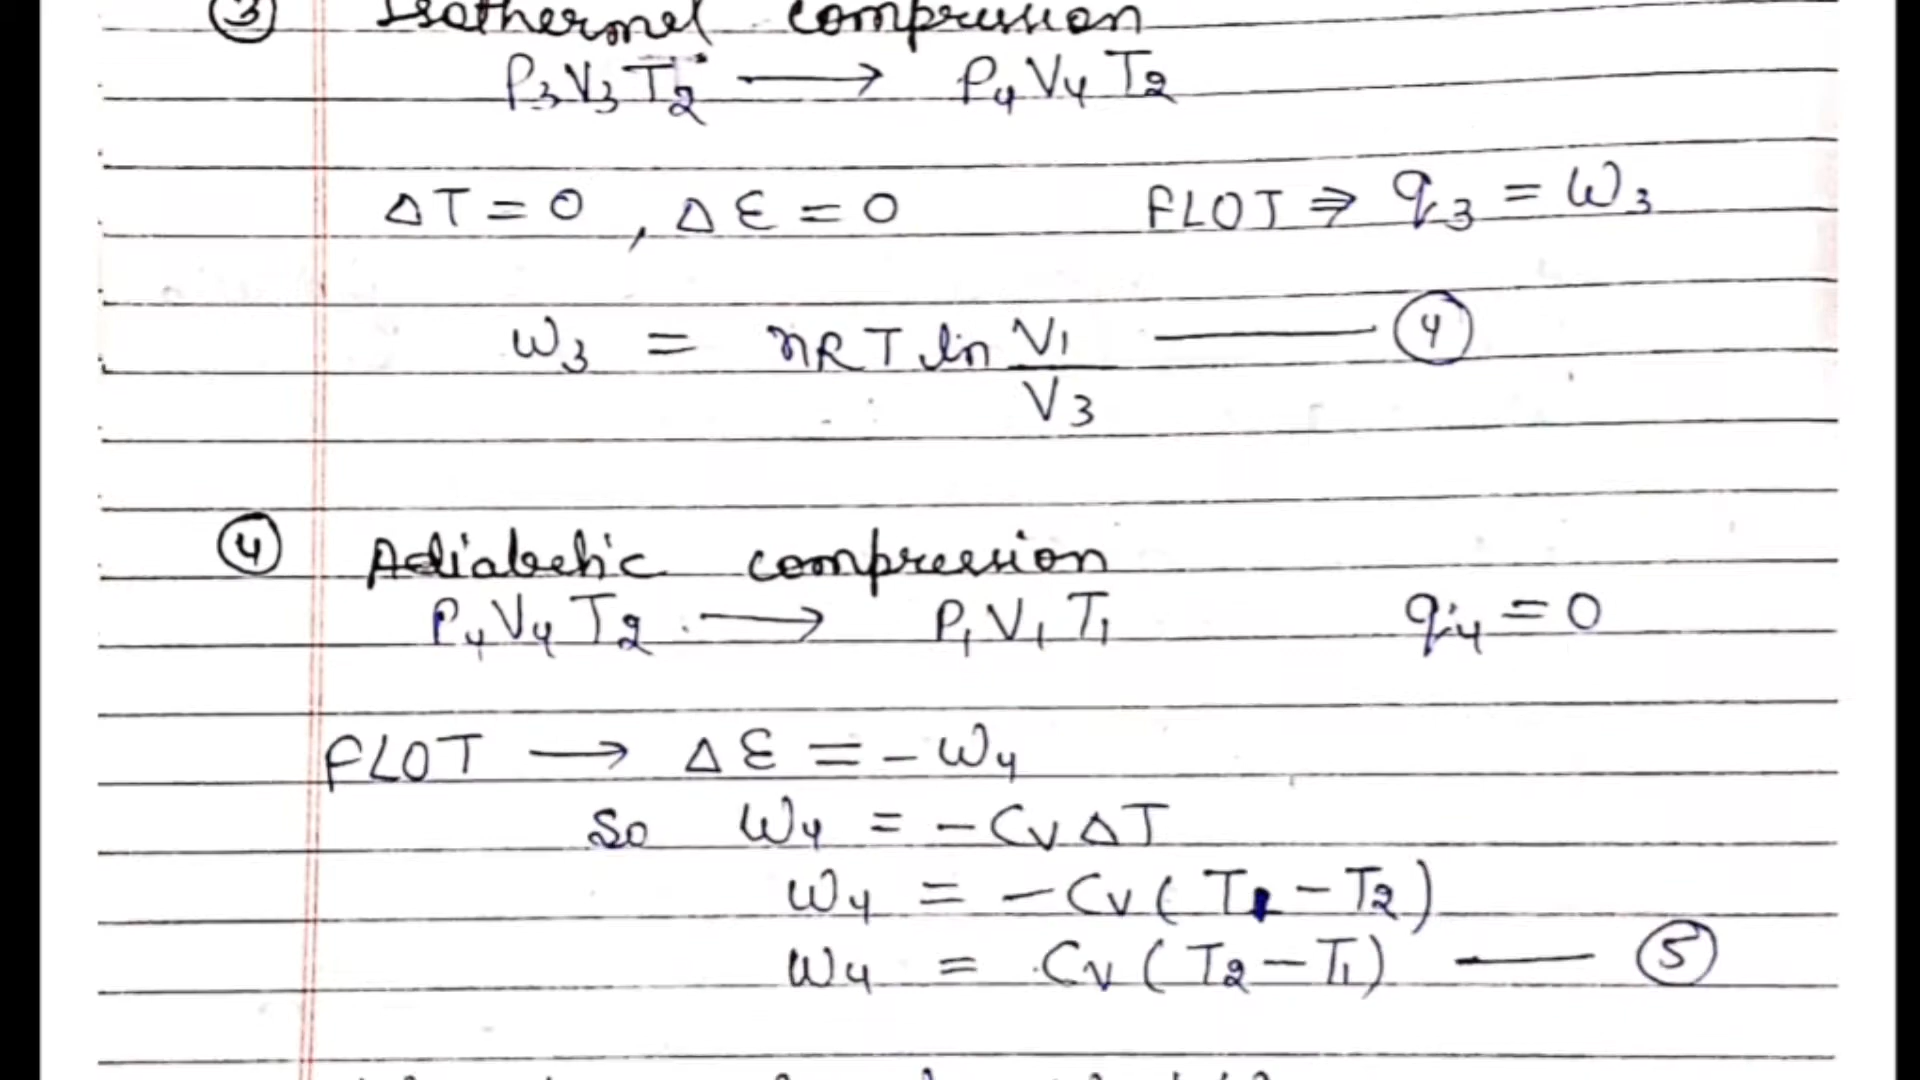 ③ Isothermal compression
P₃V₃T₂ ⟶ P₄V₄T₂
ΔT = 0, ΔE = 0 FLOT ⇒ q₃ = W₃
W₃ = nRT ln V₁/V₃ —— ④
④ Adiabatic compression
P₄V₄T₂ ⟶ P₁V₁T₁ q₄ = 0
FLOT ⟶ ΔE = -W₄
So W₄ = -CvΔT
W₄ = -Cv(T₁ - T₂)
W₄ = Cv(T₂ - T₁) —— ⑤